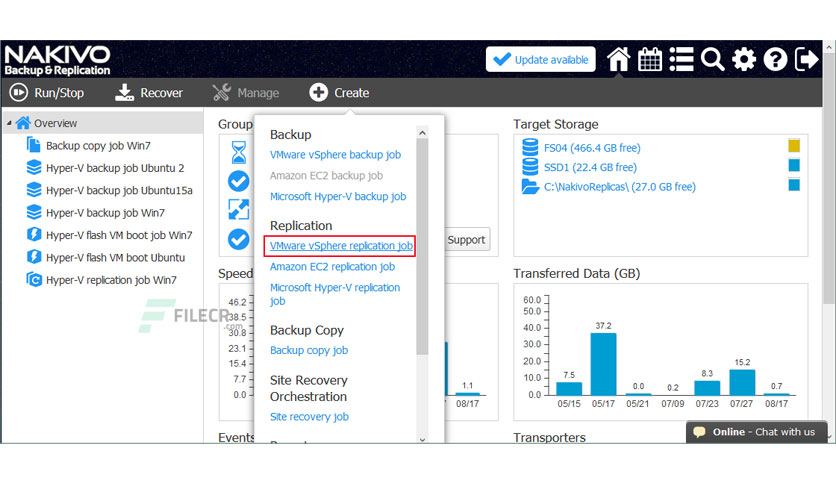 NAKIVO
Backup & Replication
Update available
Run/Stop
Recover
Manage
Create
Overview
Backup copy job Win7
Hyper-V backup job Ubuntu 2
Hyper-V backup job Ubuntu15a
Hyper-V backup job Win7
Hyper-V flash VM boot job Win7
Hyper-V flash VM boot job Ubuntu
Hyper-V replication job Win7
FILECR
.com
Group
Backup
VMware vSphere backup job
Amazon EC2 backup job
Microsoft Hyper-V backup job
Replication
VMware vSphere replication job
Amazon EC2 replication job
Microsoft Hyper-V replication
job
Backup Copy
Backup copy job
Site Recovery
Orchestration
Site recovery job
Support
Speed
46.2
38.5
30.8
23.1
15.4
7.7
0.0
1.1
08/17
Events
Target Storage
FS04 (466.4 GB free)
SSD1 (22.4 GB free)
C:\NakivoReplicas\ (27.0 GB free)
Transferred Data (GB)
60.0
50.0
40.0
30.0
20.0
10.0
0.0
7.5
37.2
0.0
0.2
8.3
15.2
0.7
05/15
05/17
05/21
07/09
07/23
07/27
08/17
Transporters
Online - Chat with us